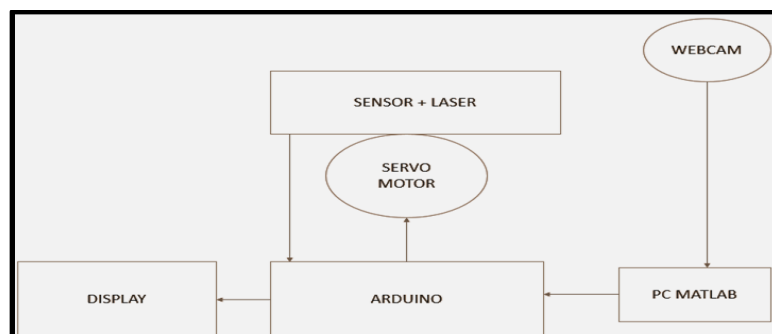 WEBCAM
SENSOR + LASER
SERVO
MOTOR
DISPLAY
ARDUINO
PC MATLAB